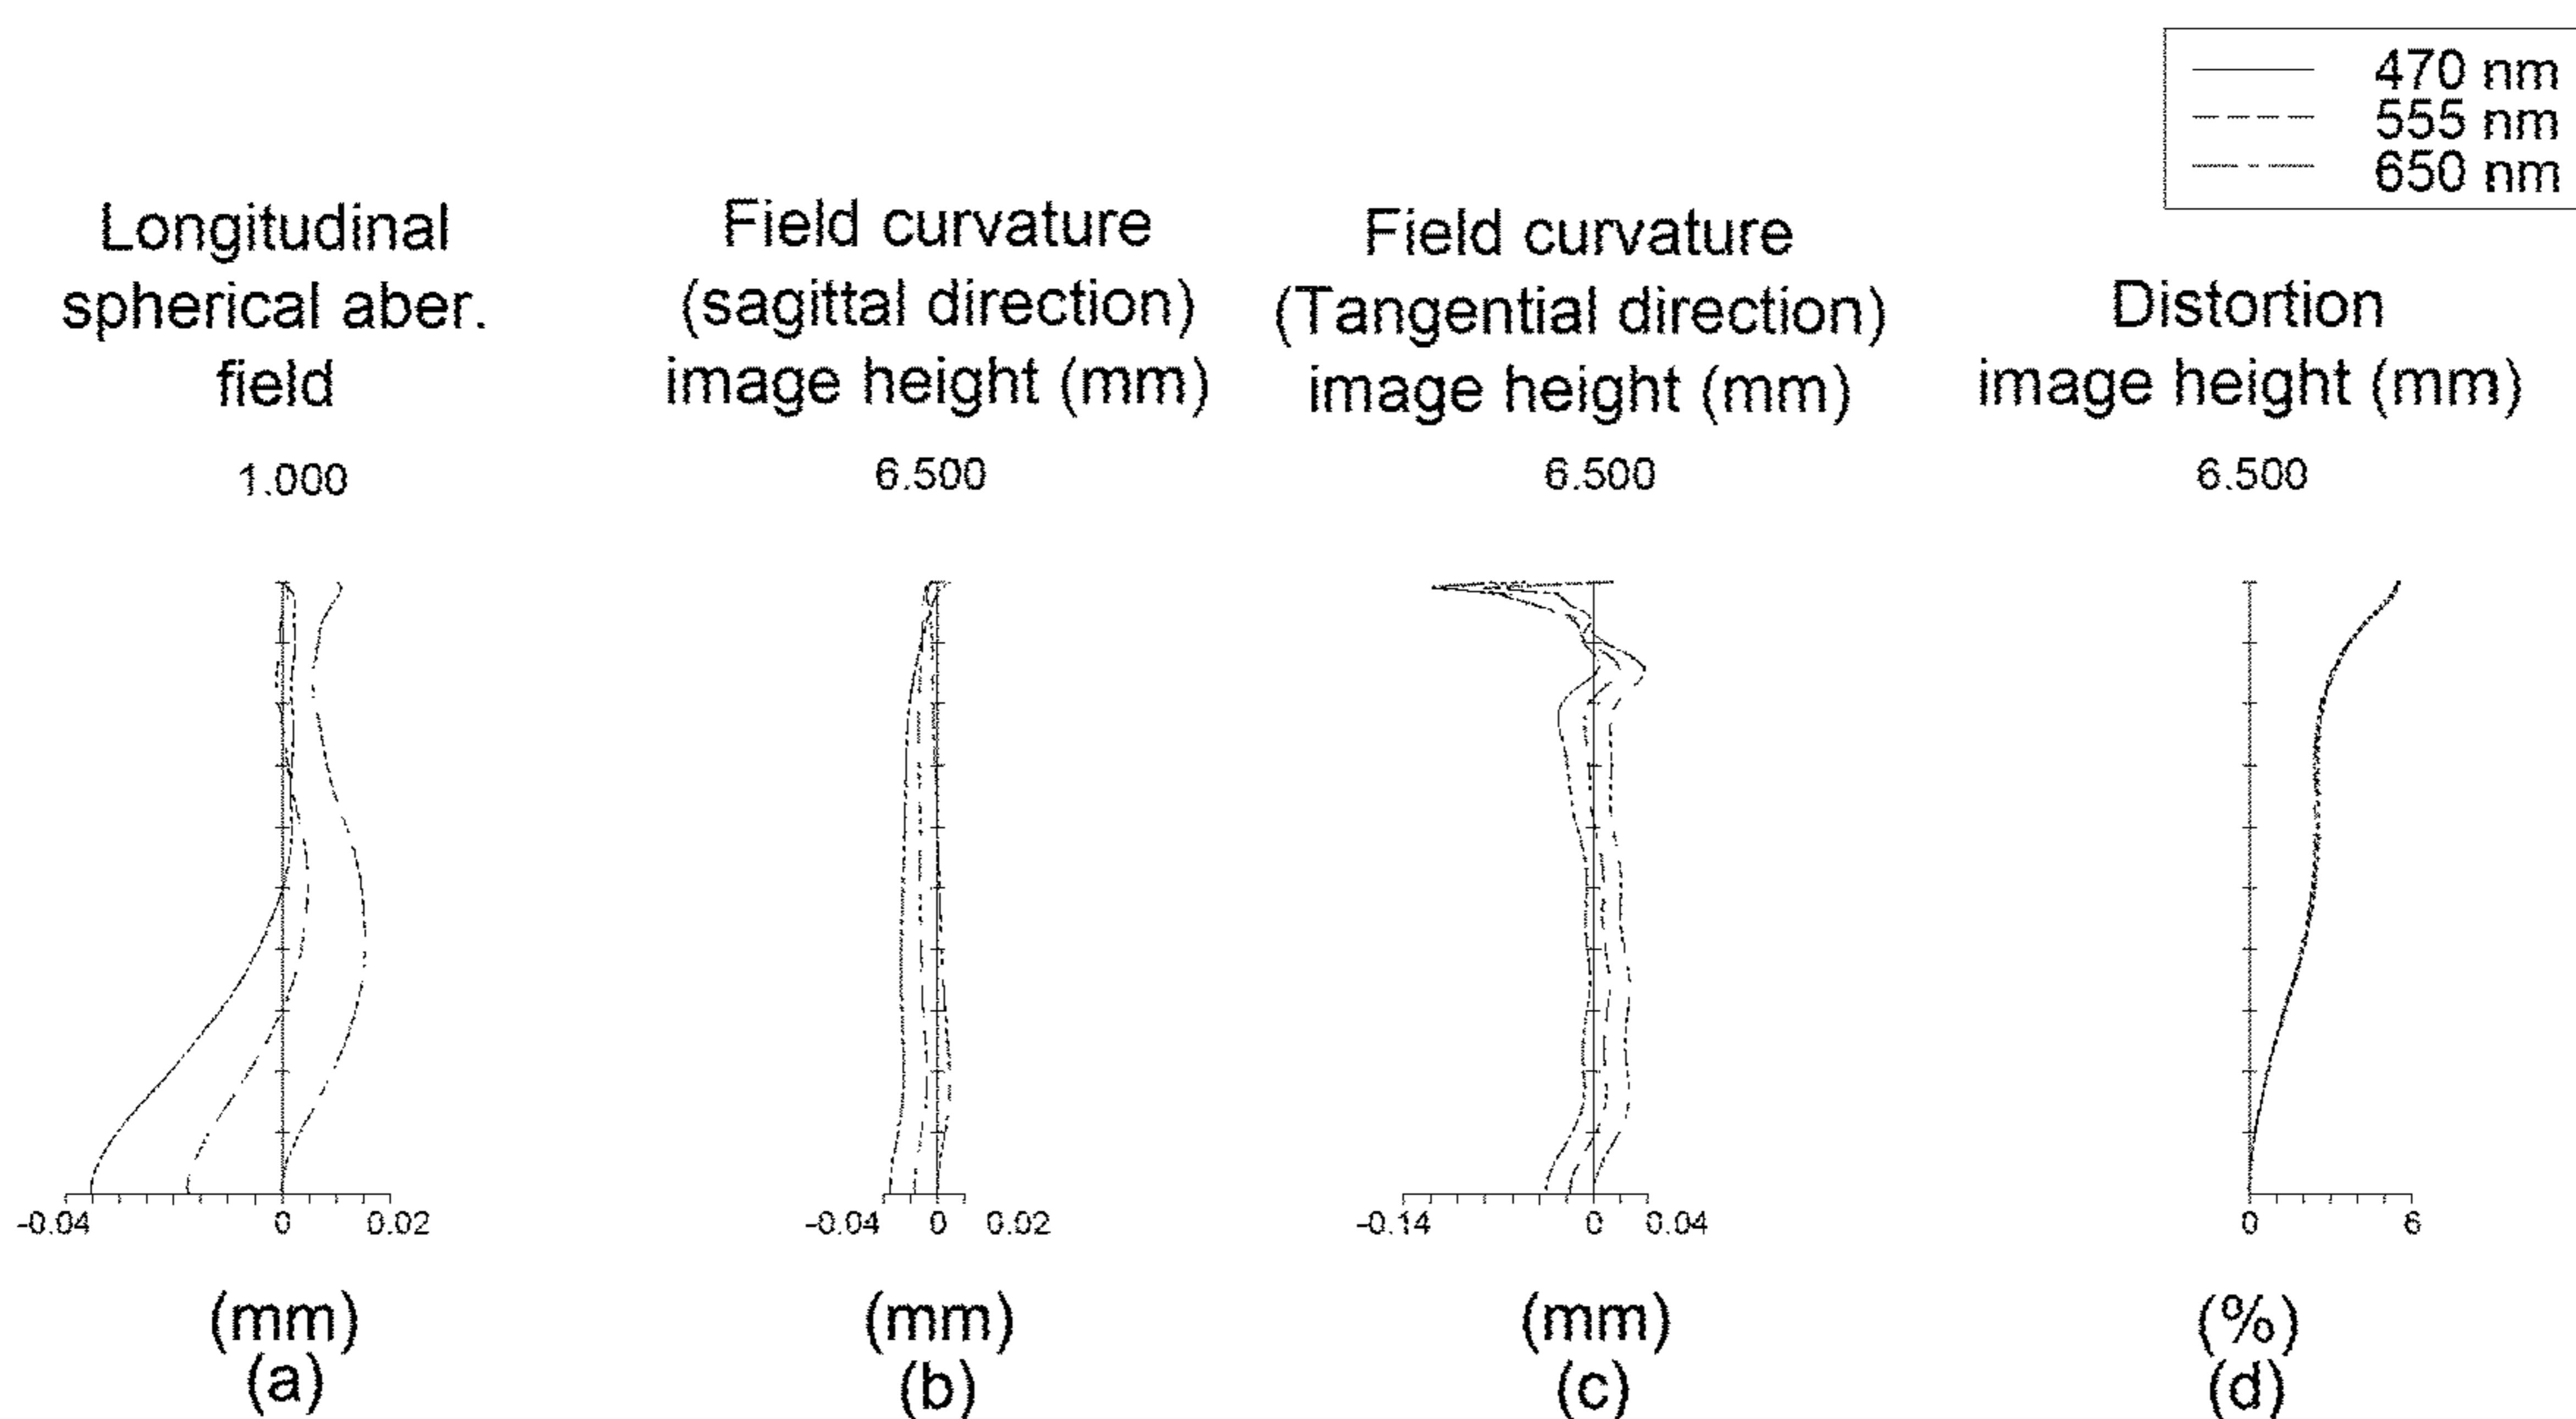 470 nm
555 nm
650 nm
Longitudinal
spherical aber.
field
1.000
Field curvature
(sagittal direction)
image height (mm)
6.500
Field curvature
(Tangential direction)
image height (mm)
6.500
Distortion
image height (mm)
6.500
-0.04 0 0.02
(mm)
(a)
-0.04 0 0.02
(mm)
(b)
-0.14 0 0.04
(mm)
(c)
0 6
(%)
(d)